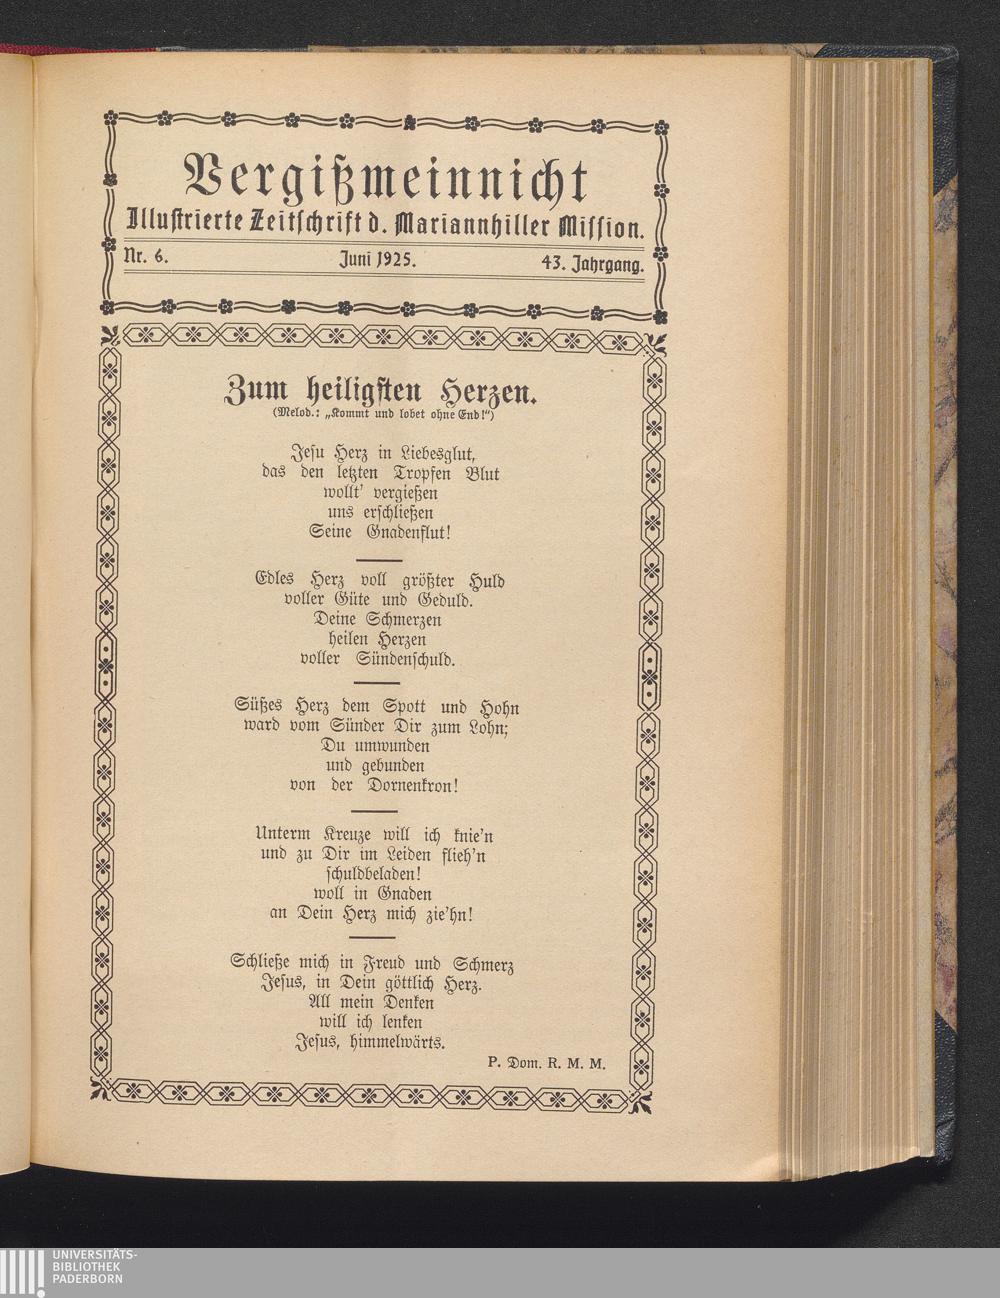 Vergißmeinnicht
Illustrierte Zeitschrift d. Mariannhiller Mission.
Nr. 6. Juni 1925. 43. Jahrgang.
Zum heiligsten Herzen.
(Melod.: „Kommt und lobet ohne End!“)
Jesu Herz in Liebesglut,
das den letzten Tropfen Blut
wollt' vergießen
uns erschließen
Seine Gnadenflut!
Edles Herz voll größter Huld
voller Güte und Geduld.
Deine Schmerzen
heilen Herzen
voller Sündenschuld.
Süßes Herz dem Spott und Hohn
ward vom Sünder Dir zum Lohn;
Du umwunden
und gebunden
von der Dornenkron!
Unterm Kreuze will ich knie'n
und zu Dir im Leiden flieh'n
schuldbeladen!
woll in Gnaden
an Dein Herz mich zie'hn!
Schließe mich in Freud und Schmerz
Jesus, in Dein göttlich Herz.
All mein Denken
will ich lenken
Jesus, himmelwärts.
P. Dom. R. M. M.
UNIVERSITÄTS-
BIBLIOTHEK
PADERBORN